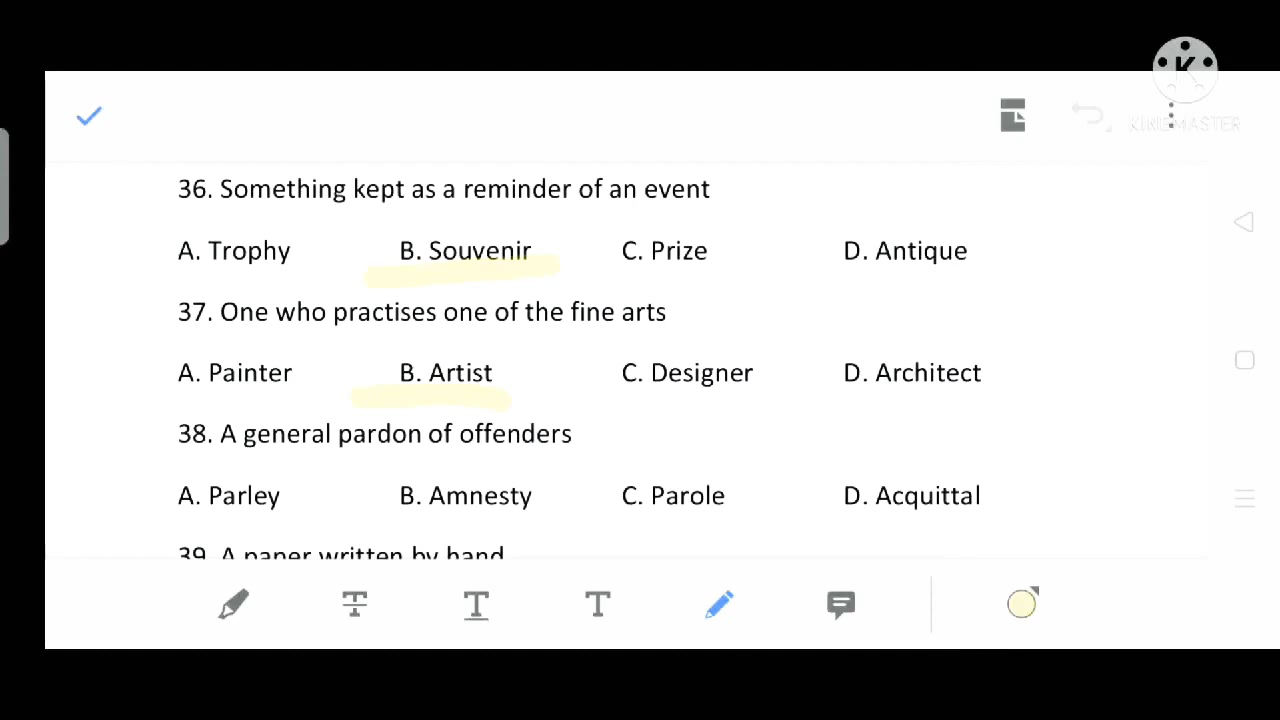 K
KINEMASTER
36. Something kept as a reminder of an event
A. Trophy B. Souvenir C. Prize D. Antique
37. One who practises one of the fine arts
A. Painter B. Artist C. Designer D. Architect
38. A general pardon of offenders
A. Parley B. Amnesty C. Parole D. Acquittal
39. A paper written by hand
T T T